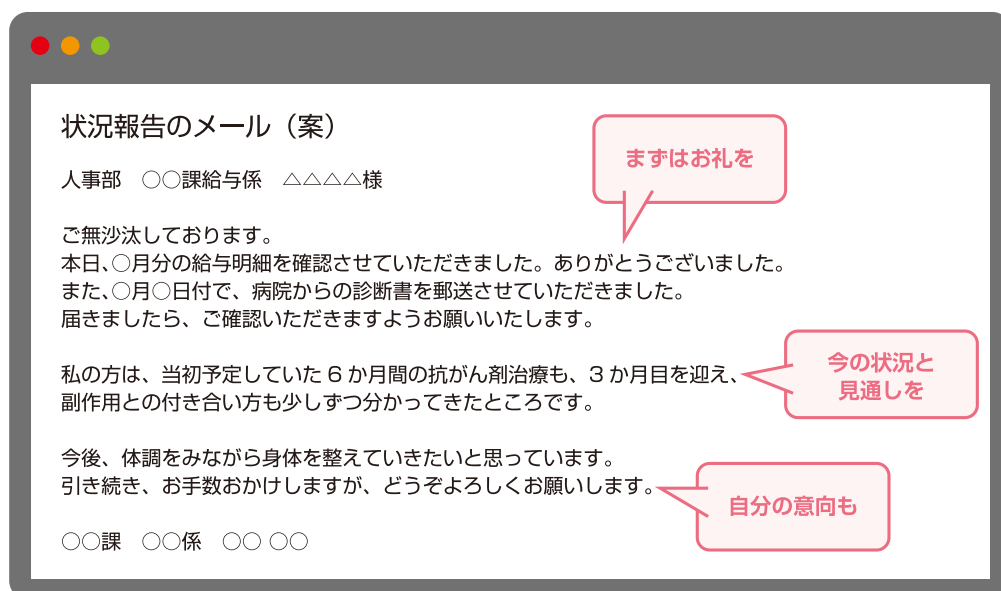 状況報告のメール（案）
まずはお礼を
人事部　○○課給与係　△△△△様
ご無沙汰しております。
本日、○月分の給与明細を確認させていただきました。ありがとうございました。
また、○月○日付で、病院からの診断書を郵送させていただきました。
届きましたら、ご確認いただきますようお願いいたします。
私の方は、当初予定していた 6 か月間の抗がん剤治療も、3 か月目を迎え、
副作用との付き合い方も少しずつ分かってきたところです。
今の状況と
見通しを
今後、体調をみながら身体を整えていきたいと思っています。
引き続き、お手数おかけしますが、どうぞよろしくお願いします。
自分の意向も
○○課　○○係　○○ ○○